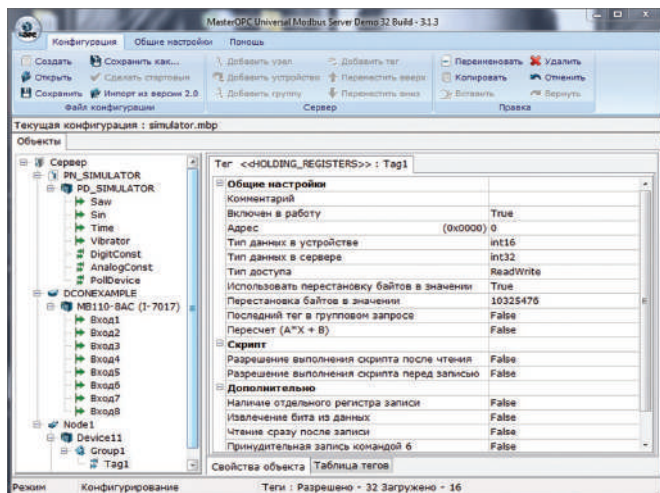 MasterOPC Universal Modbus Server Demo 32 Build - 3.1.3
OPC
Конфигурация Общие настройки Помощь
Создать Сохранить как... Добавить узел Добавить тег Переименовать Удалить
Открыть Сделать стартовым Добавить устройство Переместить вверх Копировать Отменить
Сохранить Импорт из версии 2.0 Добавить группу Переместить вниз Вставить Вернуть
Файл конфигурации Сервер Правка
Текущая конфигурация : simulator.mbp
Объекты
Сервер
PN_SIMULATOR
PD_SIMULATOR
Saw
Sin
Time
Vibrator
DigitConst
AnalogConst
PollDevice
DCONEXAMPLE
MB110-8AC (I-7017)
Вход1
Вход2
Вход3
Вход4
Вход5
Вход6
Вход7
Вход8
Node1
Device11
Group1
Tag1
Тег <<HOLDING_REGISTERS>> : Tag1
Общие настройки
Комментарий
Включен в работу True
Адрес (0x0000) 0
Тип данных в устройстве int16
Тип данных в сервере int32
Тип доступа ReadWrite
Использовать перестановку байтов в значении True
Перестановка байтов в значении 10325476
Последний тег в групповом запросе False
Пересчет (A*X + B) False
Скрипт
Разрешение выполнения скрипта после чтения False
Разрешение выполнения скрипта перед записью False
Дополнительно
Наличие отдельного регистра записи False
Извлечение бита из данных False
Чтение сразу после записи False
Принудительная запись командой 6 False
Свойства объекта Таблица тегов
Режим Конфигурирование Теги : Разрешено - 32 Загружено - 16